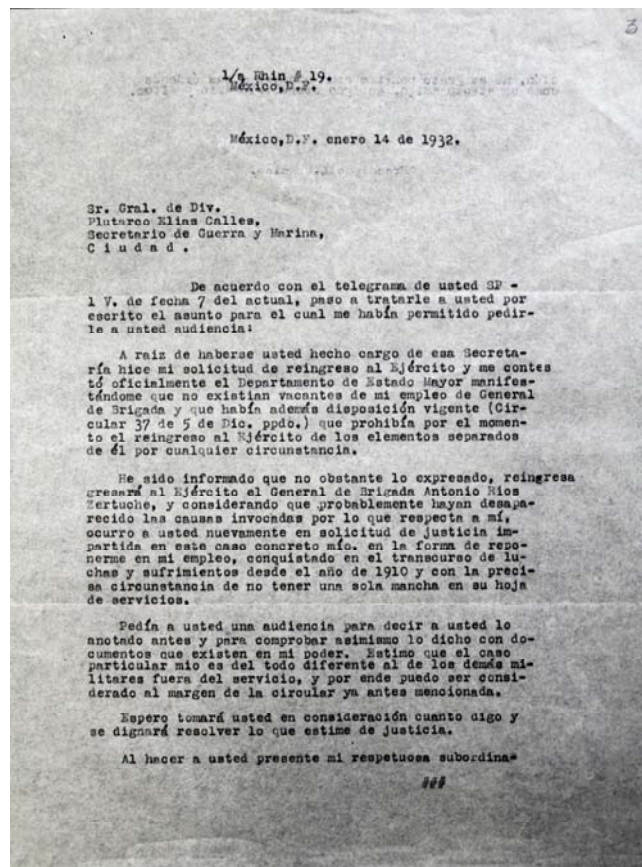 3
1/a Rhin # 19.
México,D.F.
México,D.F. enero 14 de 1932.
Sr. Gral. de Div.
Plutarco Elias Calles,
Secretario de Guerra y Marina,
C i u d a d .
De acuerdo con el telegrama de usted SP -
1 V. de fecha 7 del actual, paso a tratarle a usted por
escrito el asunto para el cual me había permitido pedir-
le a usted audiencia:
A raiz de haberse usted hecho cargo de esa Secreta-
ría hice mi solicitud de reingreso al Ejército y me contes
tó oficialmente el Departamento de Estado Mayor manifes-
tándome que no existian vacantes de mi empleo de General
de Brigada y que había además disposición vigente (Cir-
cular 37 de 5 de Dic. ppdo.) que prohibía por el momen-
to el reingreso al Ejército de los elementos separados
de él por cualquier circunstancia.
He sido informado que no obstante lo expresado, reingresa
gresará al Ejército el General de Brigada Antonio Rios
Zertuche, y considerando que probablemente hayan desapa-
recido las causas invocadas por lo que respecta a mí,
ocurro a usted nuevamente en solicitud de justicia im-
partida en este caso concreto mío. en la forma de repo-
nerme en mi empleo, conquistado en el transcurso de lu-
chas y sufrimientos desde el año de 1910 y con la preci-
sa circunstancia de no tener una sola mancha en su hoja
de servicios.
Pedía a usted una audiencia para decir a usted lo
anotado antes y para comprobar asimismo lo dicho con do-
cumentos que existen en mi poder. Estimo que el caso
particular mio es del todo diferente al de los demás mi-
litares fuera del servicio, y por ende puedo ser consi-
derado al margen de la circular ya antes mencionada.
Espero tomará usted en consideración cuanto digo y
se dignará resolver lo que estime de justicia.
Al hacer a usted presente mi respetuosa subordina-
###